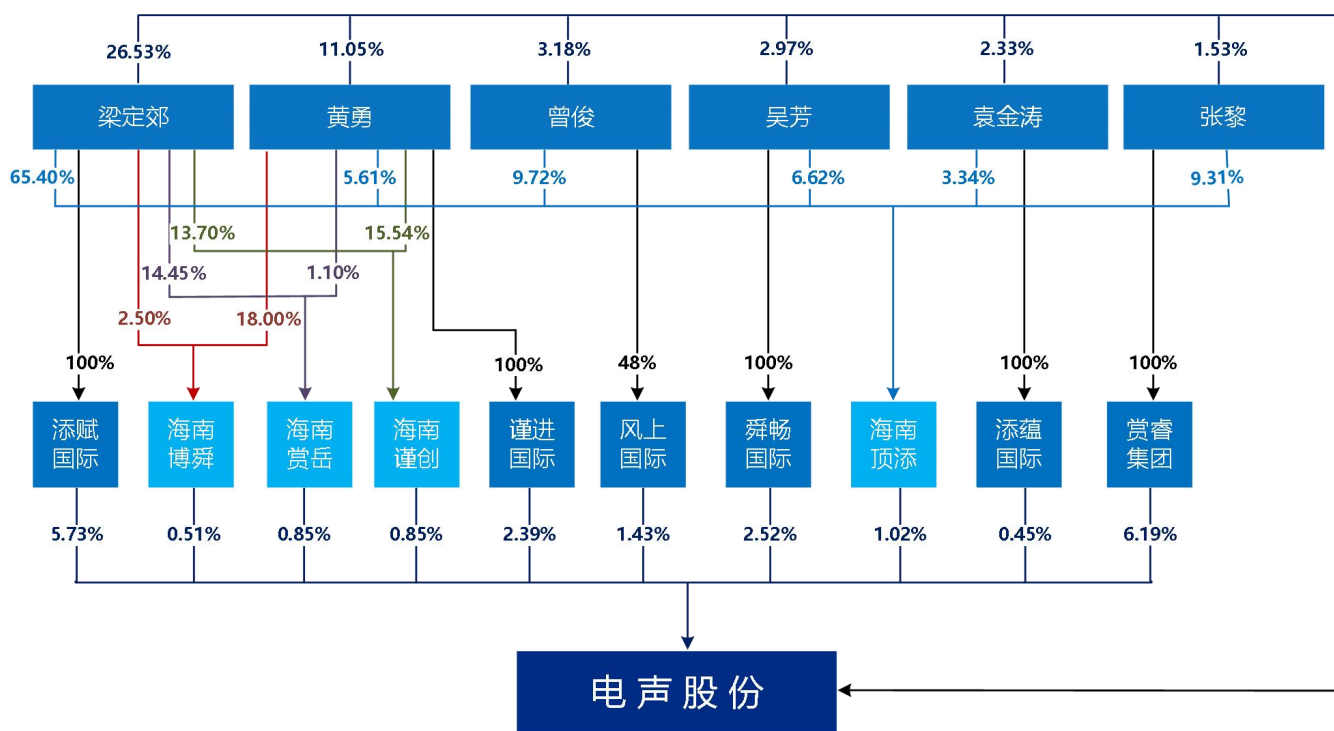 26.53%
11.05%
3.18%
2.97%
2.33%
1.53%
梁定郊
黄勇
曾俊
吴芳
袁金涛
张黎
65.40%
5.61%
9.72%
6.62%
3.34%
9.31%
13.70%
15.54%
14.45%
1.10%
2.50%
18.00%
100%
100%
48%
100%
100%
100%
添赋
国际
海南
博舜
海南
赏岳
海南
谨创
谨进
国际
风上
国际
舜畅
国际
海南
顶添
添蕴
国际
赏睿
集团
5.73%
0.51%
0.85%
0.85%
2.39%
1.43%
2.52%
1.02%
0.45%
6.19%
电声股份